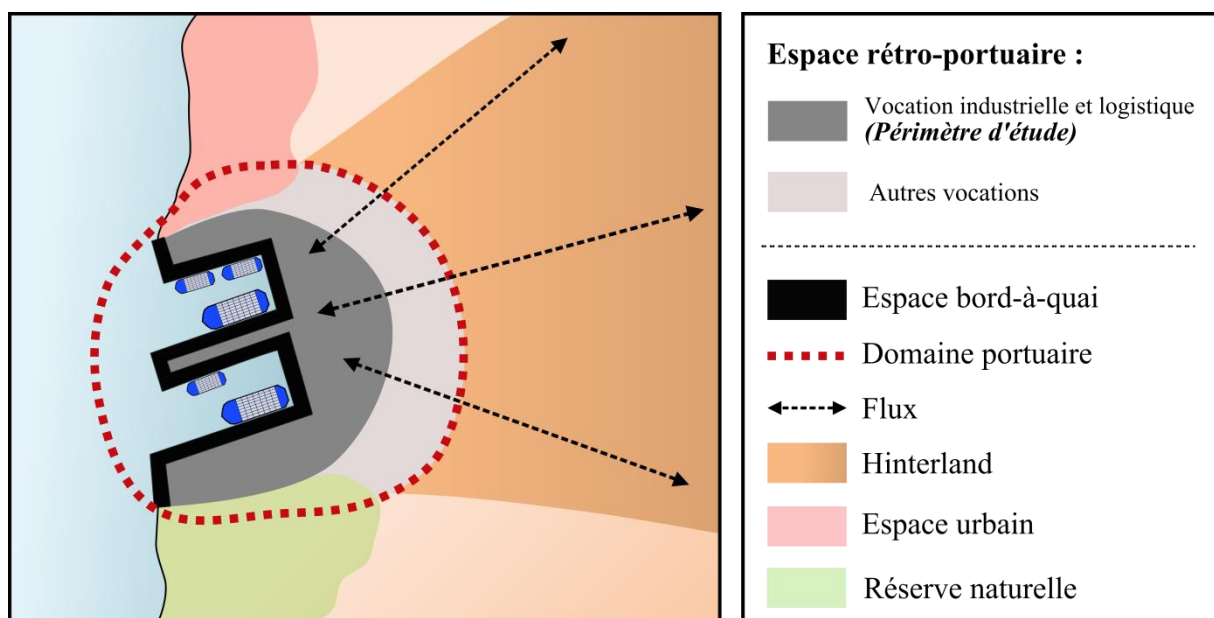 Espace rétro-portuaire :
Vocation industrielle et logistique
(Périmètre d'étude)
Autres vocations
Espace bord-à-quai
Domaine portuaire
Flux
Hinterland
Espace urbain
Réserve naturelle